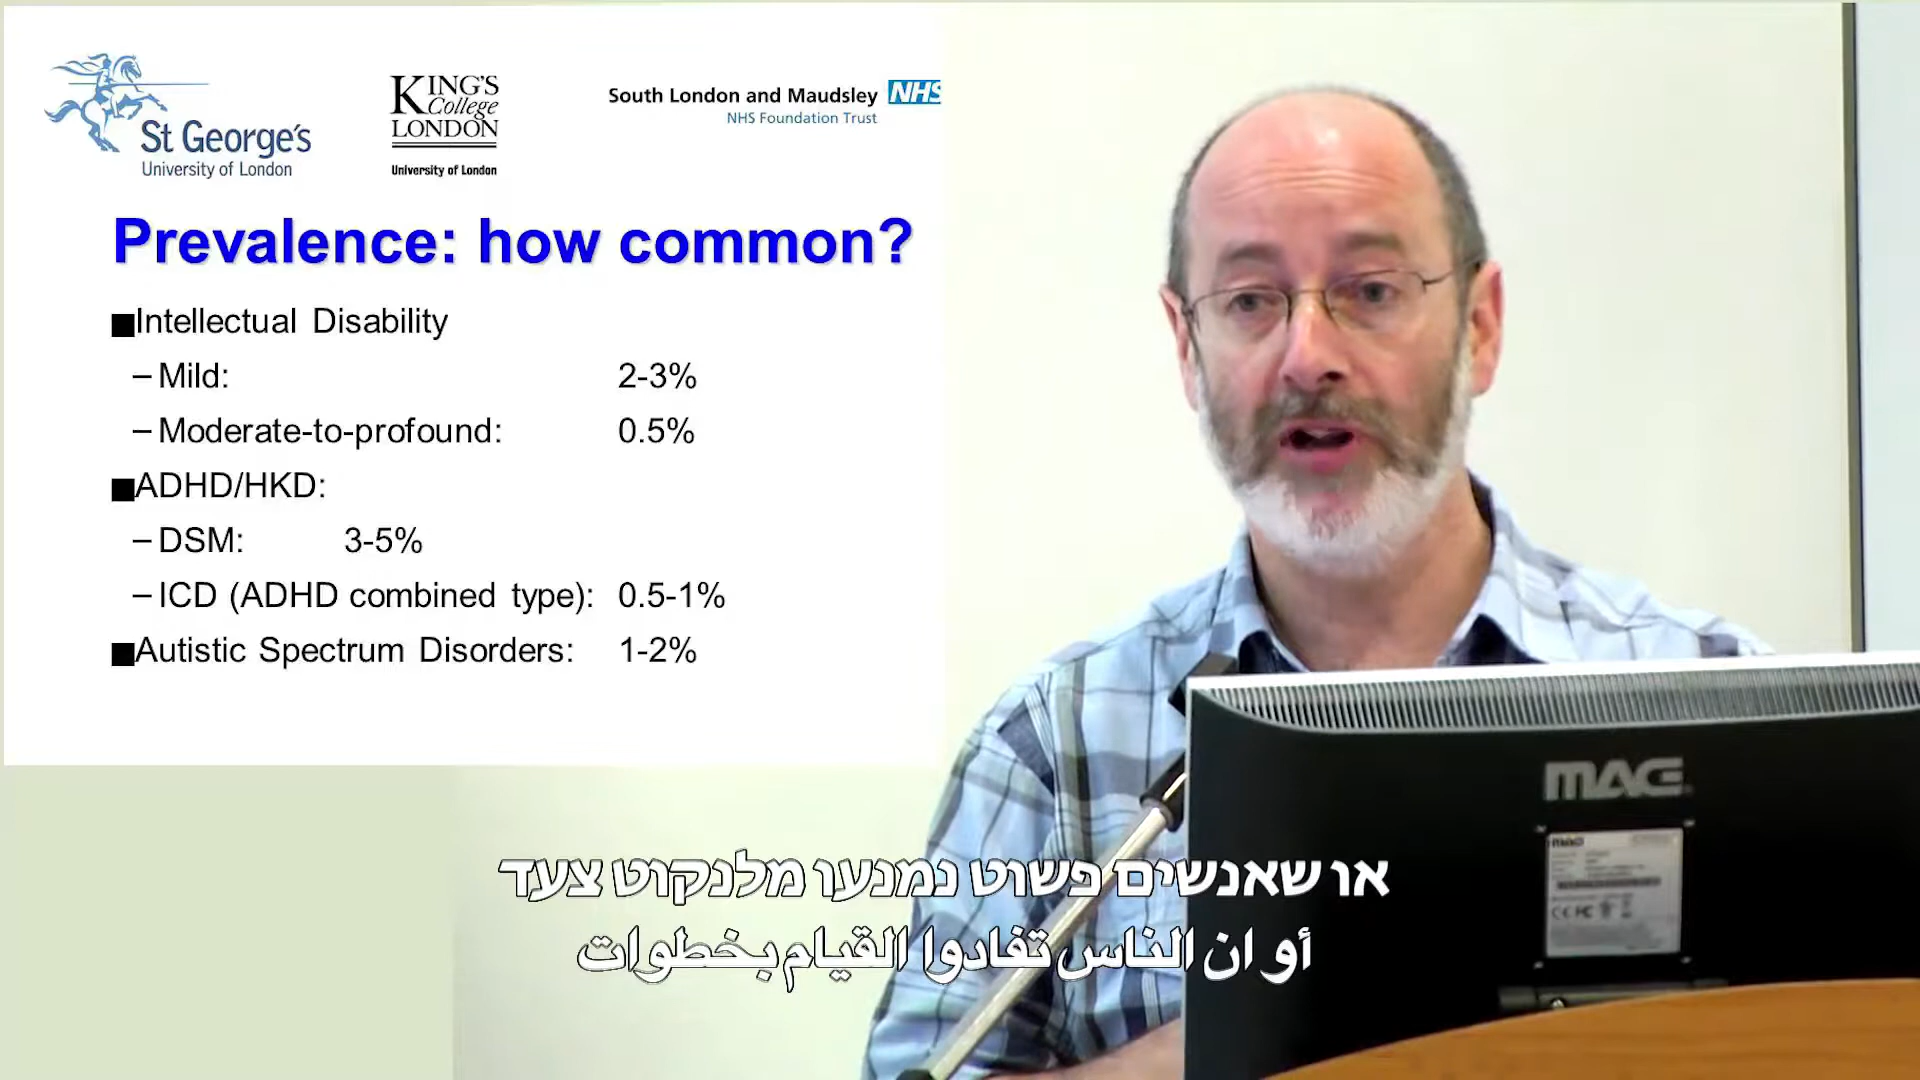 St George's
University of London
KING'S
College
LONDON
University of London
South London and Maudsley NHS
NHS Foundation Trust
Prevalence: how common?
Intellectual Disability
– Mild: 2-3%
– Moderate-to-profound: 0.5%
ADHD/HKD:
– DSM: 3-5%
– ICD (ADHD combined type): 0.5-1%
Autistic Spectrum Disorders: 1-2%
MAG
או שאנשים פשוט נמנעו מלנקוט צעד
أو ان الناس تفادوا القيام بخطوات